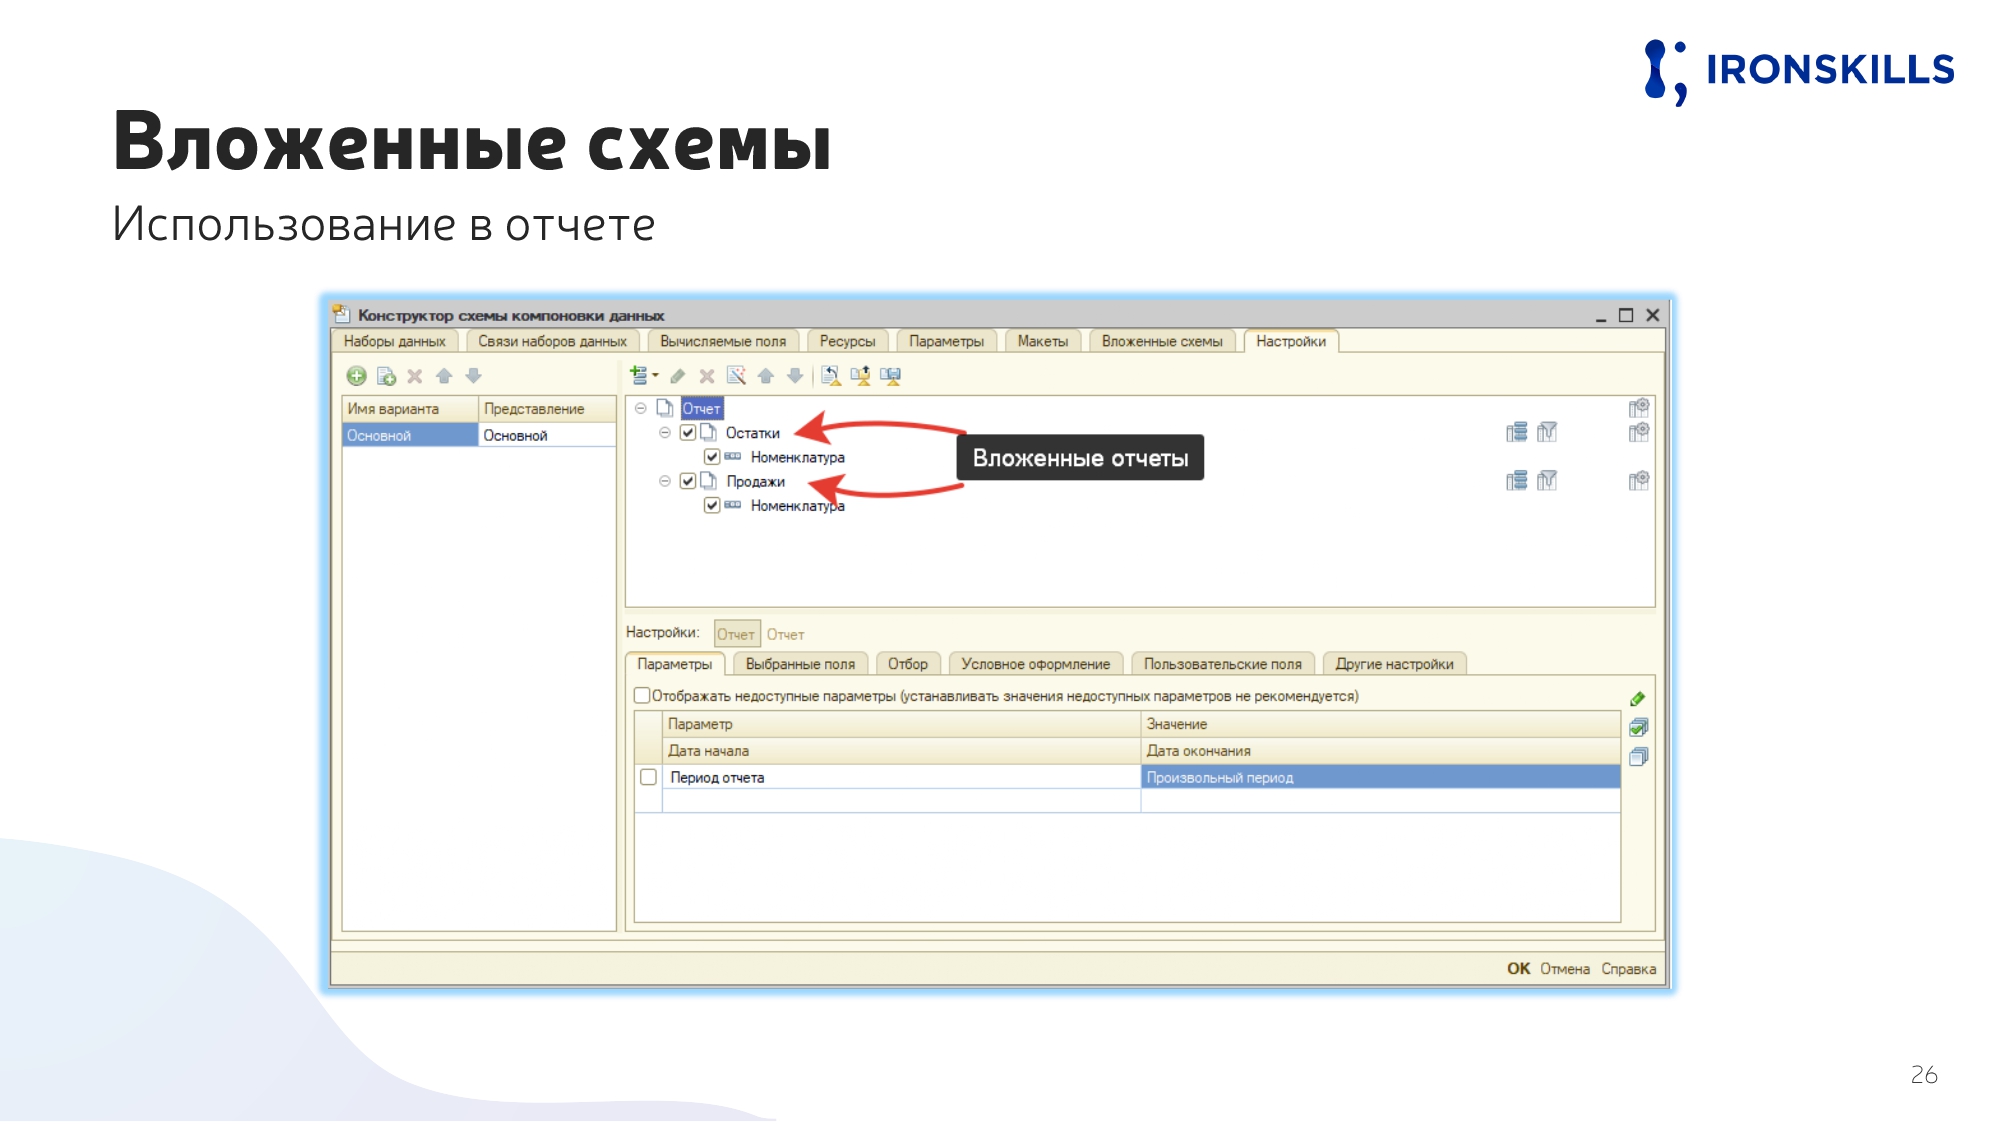 IRONSKILLS
Вложенные схемы
Использование в отчете
Конструктор схемы компоновки данных
Наборы данных Связи наборов данных Вычисляемые поля Ресурсы Параметры Макеты Вложенные схемы Настройки
Имя варианта Представление
Основной Основной
Отчет
Остатки
Номенклатура
Продажи
Номенклатура
Вложенные отчеты
Настройки: Отчет Отчет
Параметры Выбранные поля Отбор Условное оформление Пользовательские поля Другие настройки
Отображать недоступные параметры (устанавливать значения недоступных параметров не рекомендуется)
Параметр Значение
Дата начала Дата окончания
Период отчета Произвольный период
ОК Отмена Справка
26